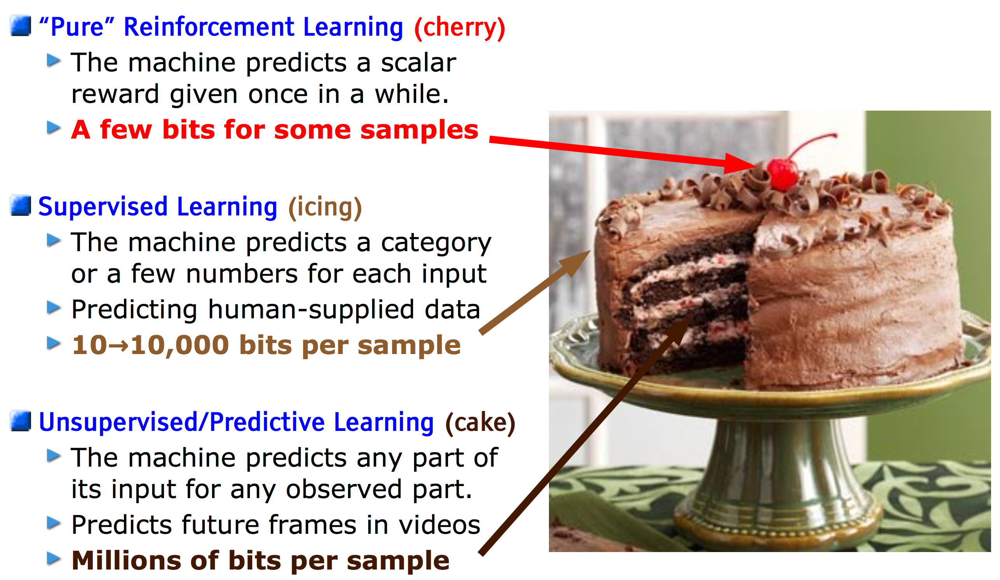 “Pure” Reinforcement Learning (cherry)
The machine predicts a scalar
reward given once in a while.
A few bits for some samples
Supervised Learning (icing)
The machine predicts a category
or a few numbers for each input
Predicting human-supplied data
10→10,000 bits per sample
Unsupervised/Predictive Learning (cake)
The machine predicts any part of
its input for any observed part.
Predicts future frames in videos
Millions of bits per sample